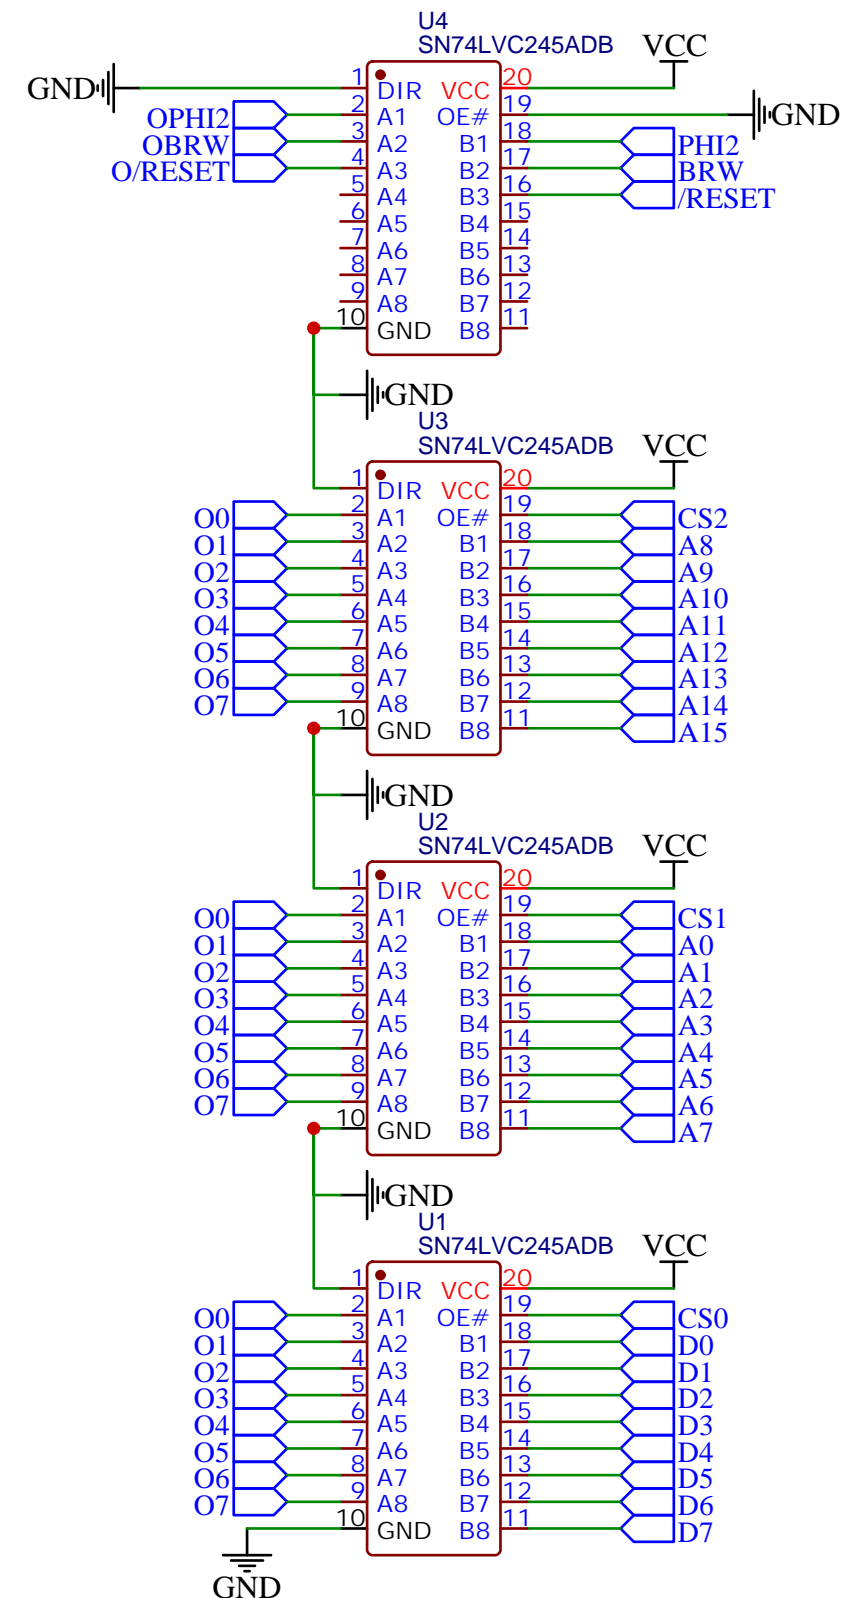 U4
SN74LVC245ADB
VCC
GND
1 DIR VCC 20
OPHI2 2 A1 OE# 19 GND
OBRW 3 A2 B1 18 PHI2
O/RESET 4 A3 B2 17 BRW
5 A4 B3 16 /RESET
6 A5 B4 15
7 A6 B5 14
8 A7 B6 13
9 A8 B7 12
10 GND B8 11
GND
U3
SN74LVC245ADB
VCC
1 DIR VCC 20
O0 2 A1 OE# 19 CS2
O1 3 A2 B1 18 A8
O2 4 A3 B2 17 A9
O3 5 A4 B3 16 A10
O4 6 A5 B4 15 A11
O5 7 A6 B5 14 A12
O6 8 A7 B6 13 A13
O7 9 A8 B7 12 A14
10 GND B8 11 A15
GND
U2
SN74LVC245ADB
VCC
1 DIR VCC 20
O0 2 A1 OE# 19 CS1
O1 3 A2 B1 18 A0
O2 4 A3 B2 17 A1
O3 5 A4 B3 16 A2
O4 6 A5 B4 15 A3
O5 7 A6 B5 14 A4
O6 8 A7 B6 13 A5
O7 9 A8 B7 12 A6
10 GND B8 11 A7
GND
U1
SN74LVC245ADB
VCC
1 DIR VCC 20
O0 2 A1 OE# 19 CS0
O1 3 A2 B1 18 D0
O2 4 A3 B2 17 D1
O3 5 A4 B3 16 D2
O4 6 A5 B4 15 D3
O5 7 A6 B5 14 D4
O6 8 A7 B6 13 D5
O7 9 A8 B7 12 D6
10 GND B8 11 D7
GND